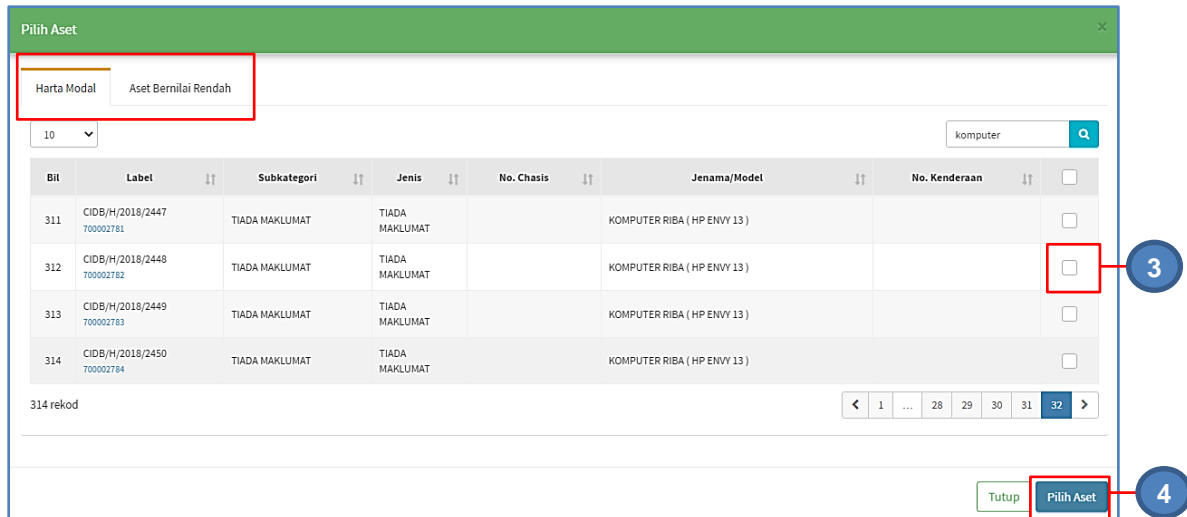 Pilih Aset ×
Harta Modal Aset Bernilai Rendah
10 komputer
Bil Label Subkategori Jenis No. Chasis Jenama/Model No. Kenderaan
311 CIDB/H/2018/2447 700002781 TIADA MAKLUMAT TIADA MAKLUMAT KOMPUTER RIBA ( HP ENVY 13 )
312 CIDB/H/2018/2448 700002782 TIADA MAKLUMAT TIADA MAKLUMAT KOMPUTER RIBA ( HP ENVY 13 )
3
313 CIDB/H/2018/2449 700002783 TIADA MAKLUMAT TIADA MAKLUMAT KOMPUTER RIBA ( HP ENVY 13 )
314 CIDB/H/2018/2450 700002784 TIADA MAKLUMAT TIADA MAKLUMAT KOMPUTER RIBA ( HP ENVY 13 )
314 rekod 1 ... 28 29 30 31 32
Tutup Pilih Aset
4